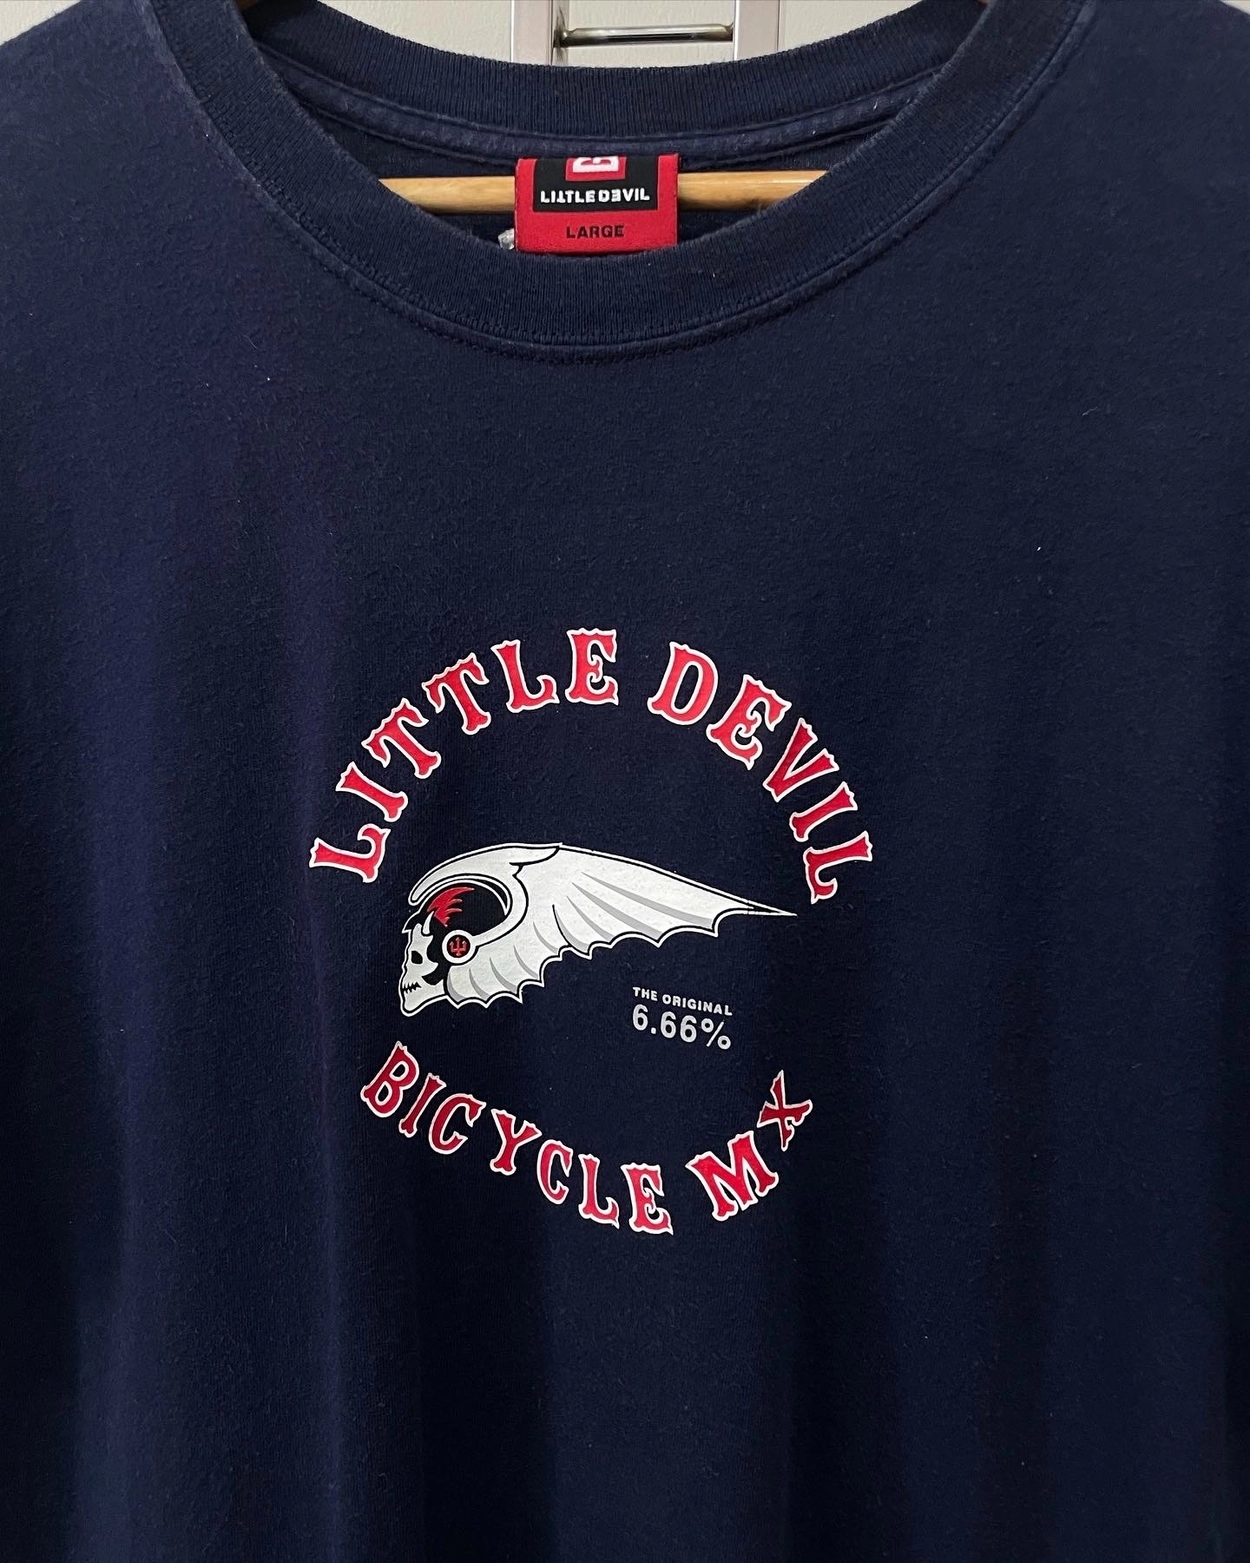 LITTLE DEVIL
LARGE
LITTLE DEVIL
THE ORIGINAL
6.66%
BICYCLE MX